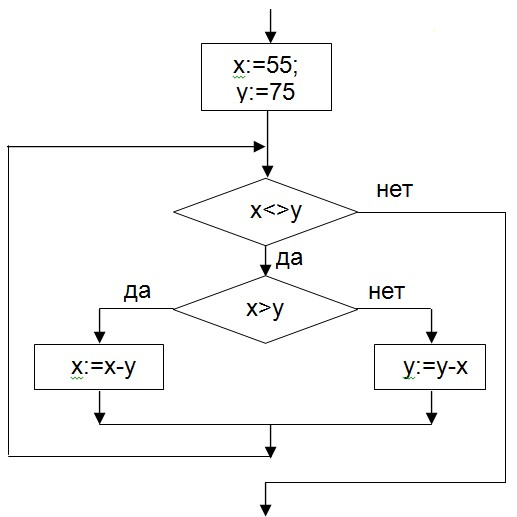 x:=55;
y:=75
нет
x<>y
да
да
x>y
нет
x:=x-y
y:=y-x